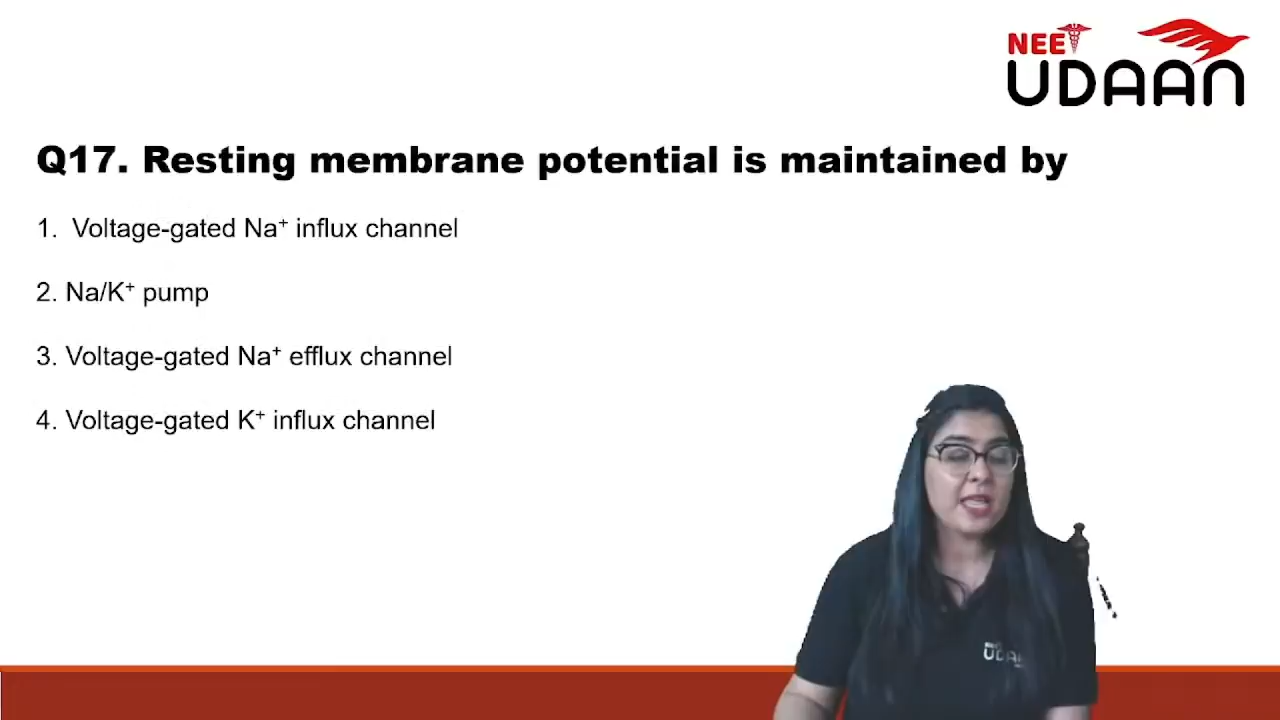 NEET
UDAAN
Q17. Resting membrane potential is maintained by
1. Voltage-gated Na⁺ influx channel
2. Na/K⁺ pump
3. Voltage-gated Na⁺ efflux channel
4. Voltage-gated K⁺ influx channel